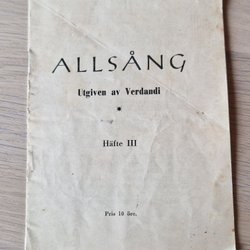 ALLSÅNG
Utgiven av Verdandi
*
Häfte III
Pris 10 öre.